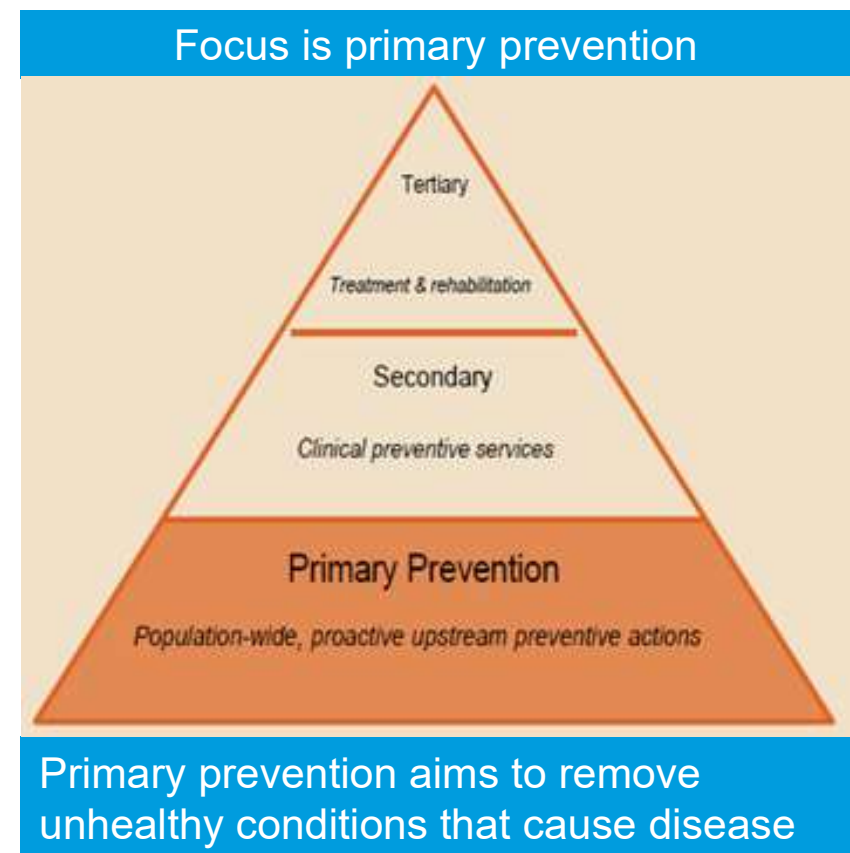 Focus is primary prevention
Tertiary
Treatment & rehabilitation
Secondary
Clinical preventive services
Primary Prevention
Population-wide, proactive upstream preventive actions
Primary prevention aims to remove
unhealthy conditions that cause disease